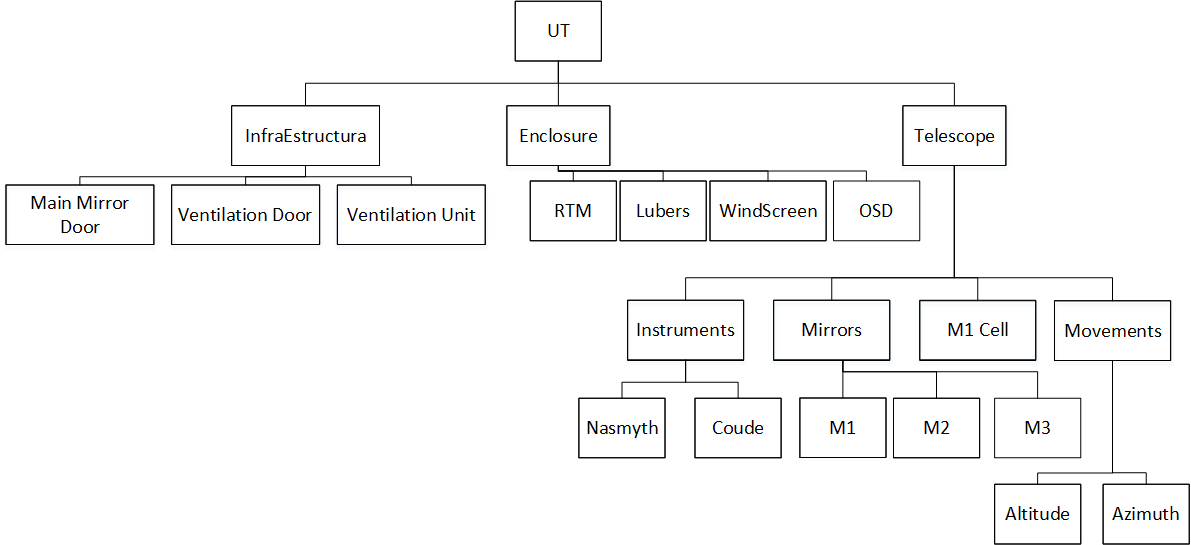 UT
InfraEstructura
Enclosure
Telescope
Main Mirror
Door
Ventilation Door
Ventilation Unit
RTM
Lubers
WindScreen
OSD
Instruments
Mirrors
M1 Cell
Movements
Nasmyth
Coude
M1
M2
M3
Altitude
Azimuth